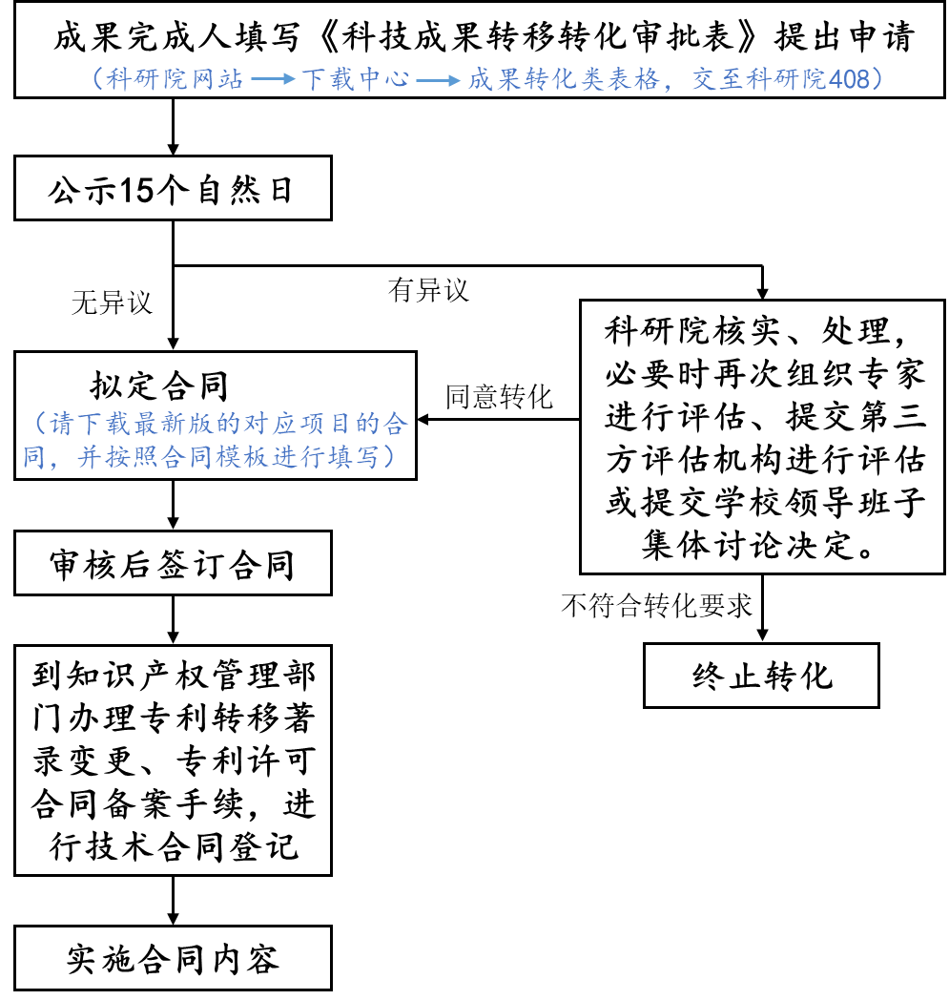 成果完成人填写《科技成果转移转化审批表》提出申请
（科研院网站→下载中心→成果转化类表格，交至科研院408）
公示15个自然日
无异议
有异议
拟定合同
（请下载最新版的对应项目的合
同，并按照合同模板进行填写）
同意转化
科研院核实、处理，
必要时再次组织专家
进行评估、提交第三
方评估机构进行评估
或提交学校领导班子
集体讨论决定。
审核后签订合同
不符合转化要求
终止转化
到知识产权管理部
门办理专利转移著
录变更、专利许可
合同备案手续，进
行技术合同登记
实施合同内容